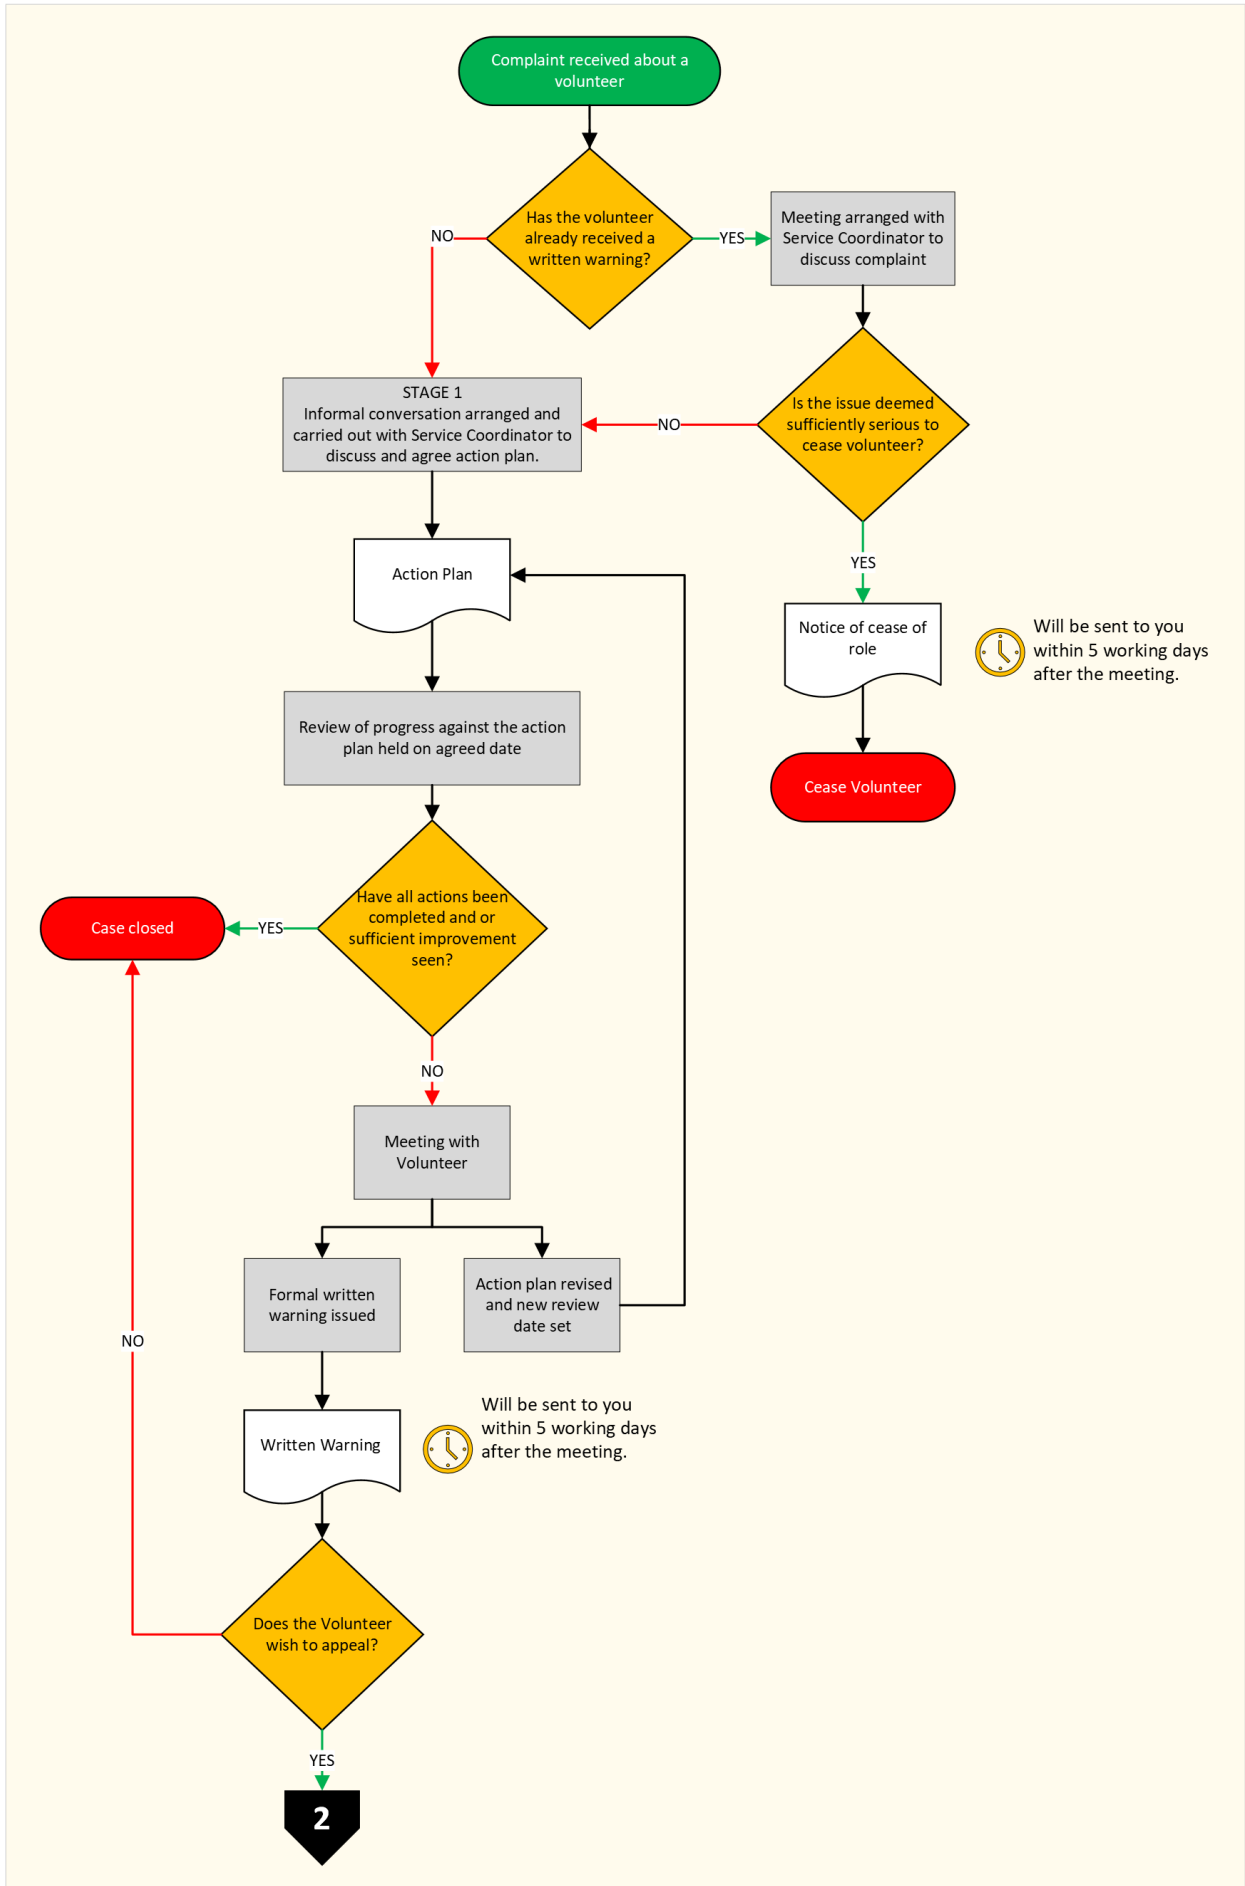 Complaint received about a
volunteer
Has the volunteer
already received a
written warning?
NO
YES
Meeting arranged with
Service Coordinator to
discuss complaint
STAGE 1
Informal conversation arranged and
carried out with Service Coordinator to
discuss and agree action plan.
NO
Is the issue deemed
sufficiently serious to
cease volunteer?
YES
Action Plan
Notice of cease of
role
Will be sent to you
within 5 working days
after the meeting.
Review of progress against the action
plan held on agreed date
Cease Volunteer
Have all actions been
completed and or
sufficient improvement
seen?
YES
Case closed
NO
Meeting with
Volunteer
Formal written
warning issued
Action plan revised
and new review
date set
NO
Written Warning
Will be sent to you
within 5 working days
after the meeting.
Does the Volunteer
wish to appeal?
YES
2